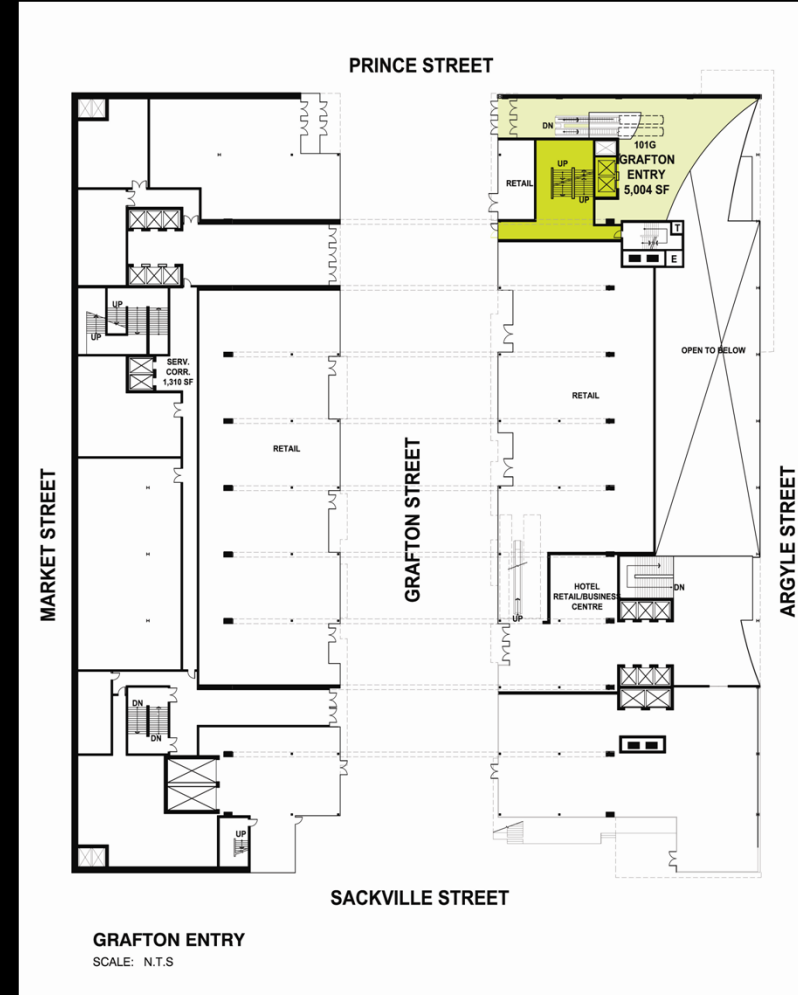 PRINCE STREET
DN
101G
GRAFTON
ENTRY
5,004 SF
UP
UP
RETAIL
T
E
UP
UP
SERV.
CORR.
1,310 SF
OPEN TO BELOW
RETAIL
RETAIL
MARKET STREET
GRAFTON STREET
ARGYLE STREET
HOTEL
RETAIL/BUSINESS
CENTRE
DN
UP
DN
DN
UP
SACKVILLE STREET
GRAFTON ENTRY
SCALE: N.T.S